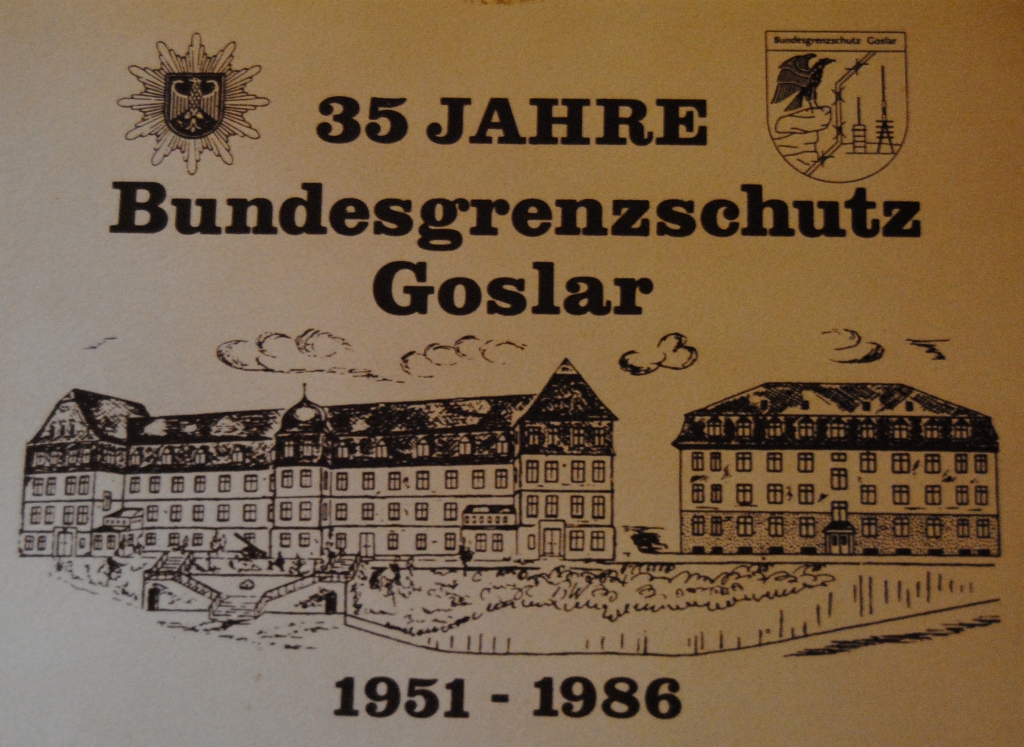 Bundesgrenzschutz Goslar
35 JAHRE
Bundesgrenzschutz
Goslar
1951 - 1986